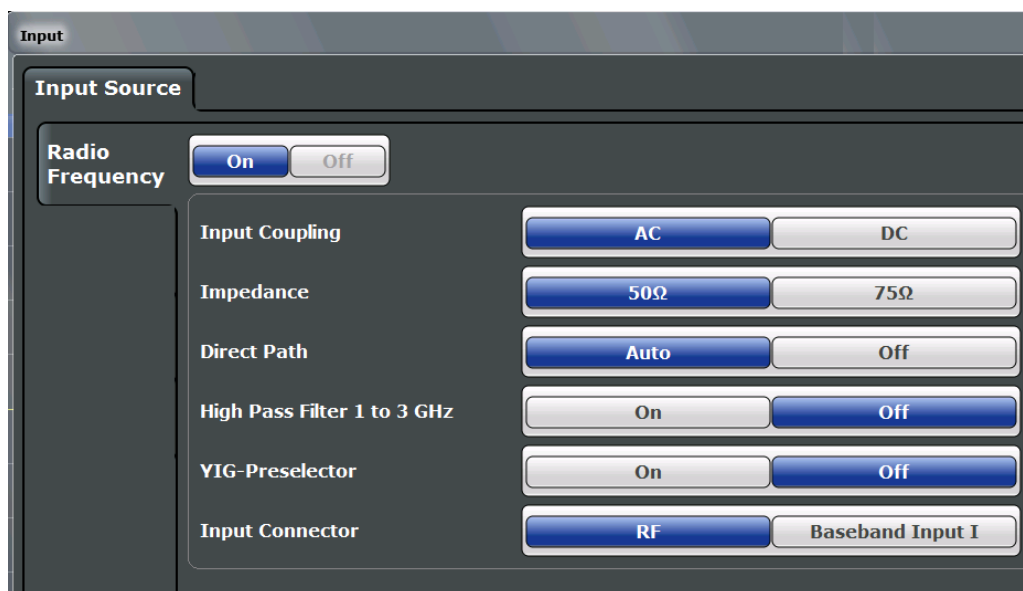 Input
Input Source
Radio
Frequency
On Off
Input Coupling AC DC
Impedance 50Ω 75Ω
Direct Path Auto Off
High Pass Filter 1 to 3 GHz On Off
YIG-Preselector On Off
Input Connector RF Baseband Input I